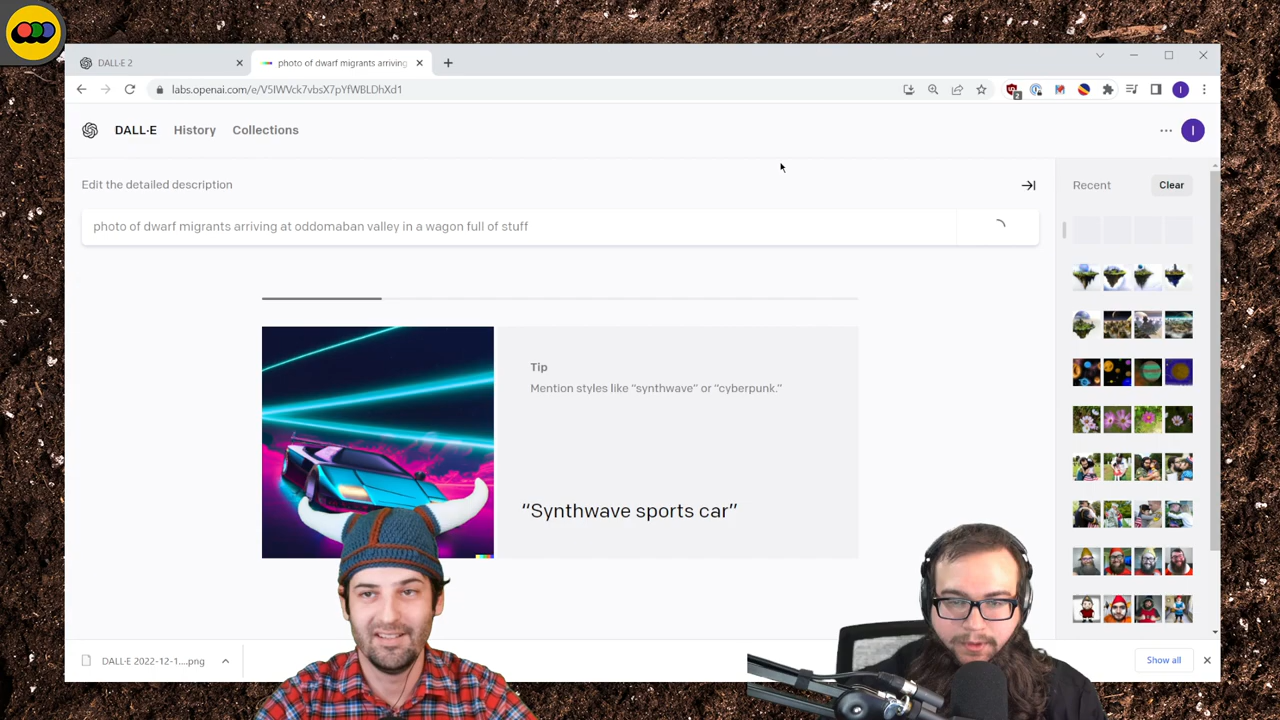 DALL·E 2
photo of dwarf migrants arriving
labs.openai.com/e/V5IWVck7vbsX7pYfWBLDhXd1
2
I
DALL·E
History
Collections
I
Edit the detailed description
Recent
Clear
photo of dwarf migrants arriving at oddomaban valley in a wagon full of stuff
Tip
Mention styles like “synthwave” or “cyberpunk.”
“Synthwave sports car”
DALL·E 2022-12-1....png
Show all